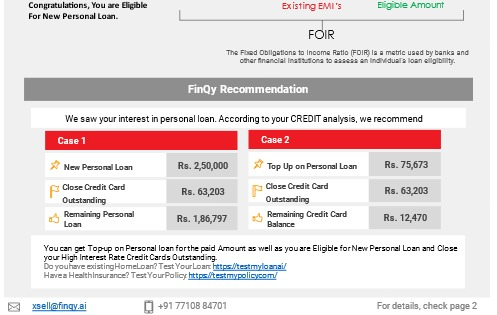 Congratulations, You are Eligible
For New Personal Loan.
Existing EMI's
Eligible Amount
FOIR
The Fixed Obligations to Income Ratio (FOIR) is a metric used by banks and
other financial institutions to assess an individual's loan eligibility.
FinQy Recommendation
We saw your interest in personal loan. According to your CREDIT analysis, we recommend
Case 1
New Personal Loan Rs. 2,50,000
Close Credit Card
Outstanding
Rs. 63,203
Remaining Personal
Loan
Rs. 1,86,797
Case 2
Top Up on Personal loan Rs. 75,673
Close Credit Card
Outstanding
Rs. 63,203
Remaining Credit Card
Balance
Rs. 12,470
You can get Top-up on Personal loan for the paid Amount as well as you are Eligible for New Personal Loan and Close
your High Interest Rate Credit Cards Outstanding.
Do you have existing Home Loan? Test Your Loan: https://testmyloanai/
Have a Health Insurance? Test Your Policy: https://testmypolicy.com/
xsell@finqy.ai
+91 77108 84701
For details, check page 2